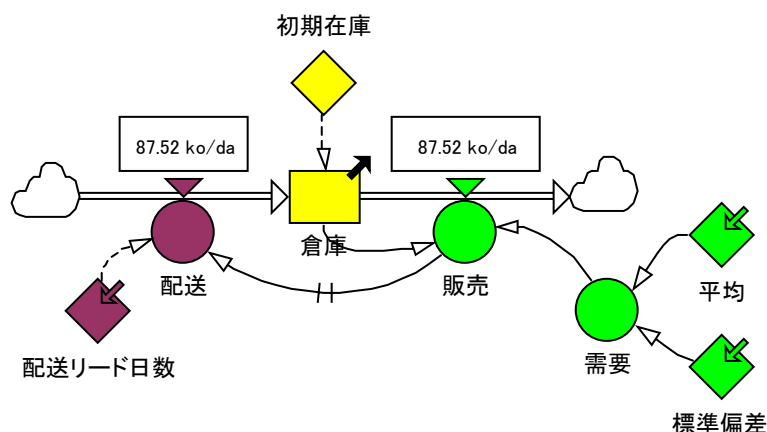 初期在庫
87.52 ko/da
87.52 ko/da
倉庫
配送
販売
平均
配送リード日数
需要
標準偏差